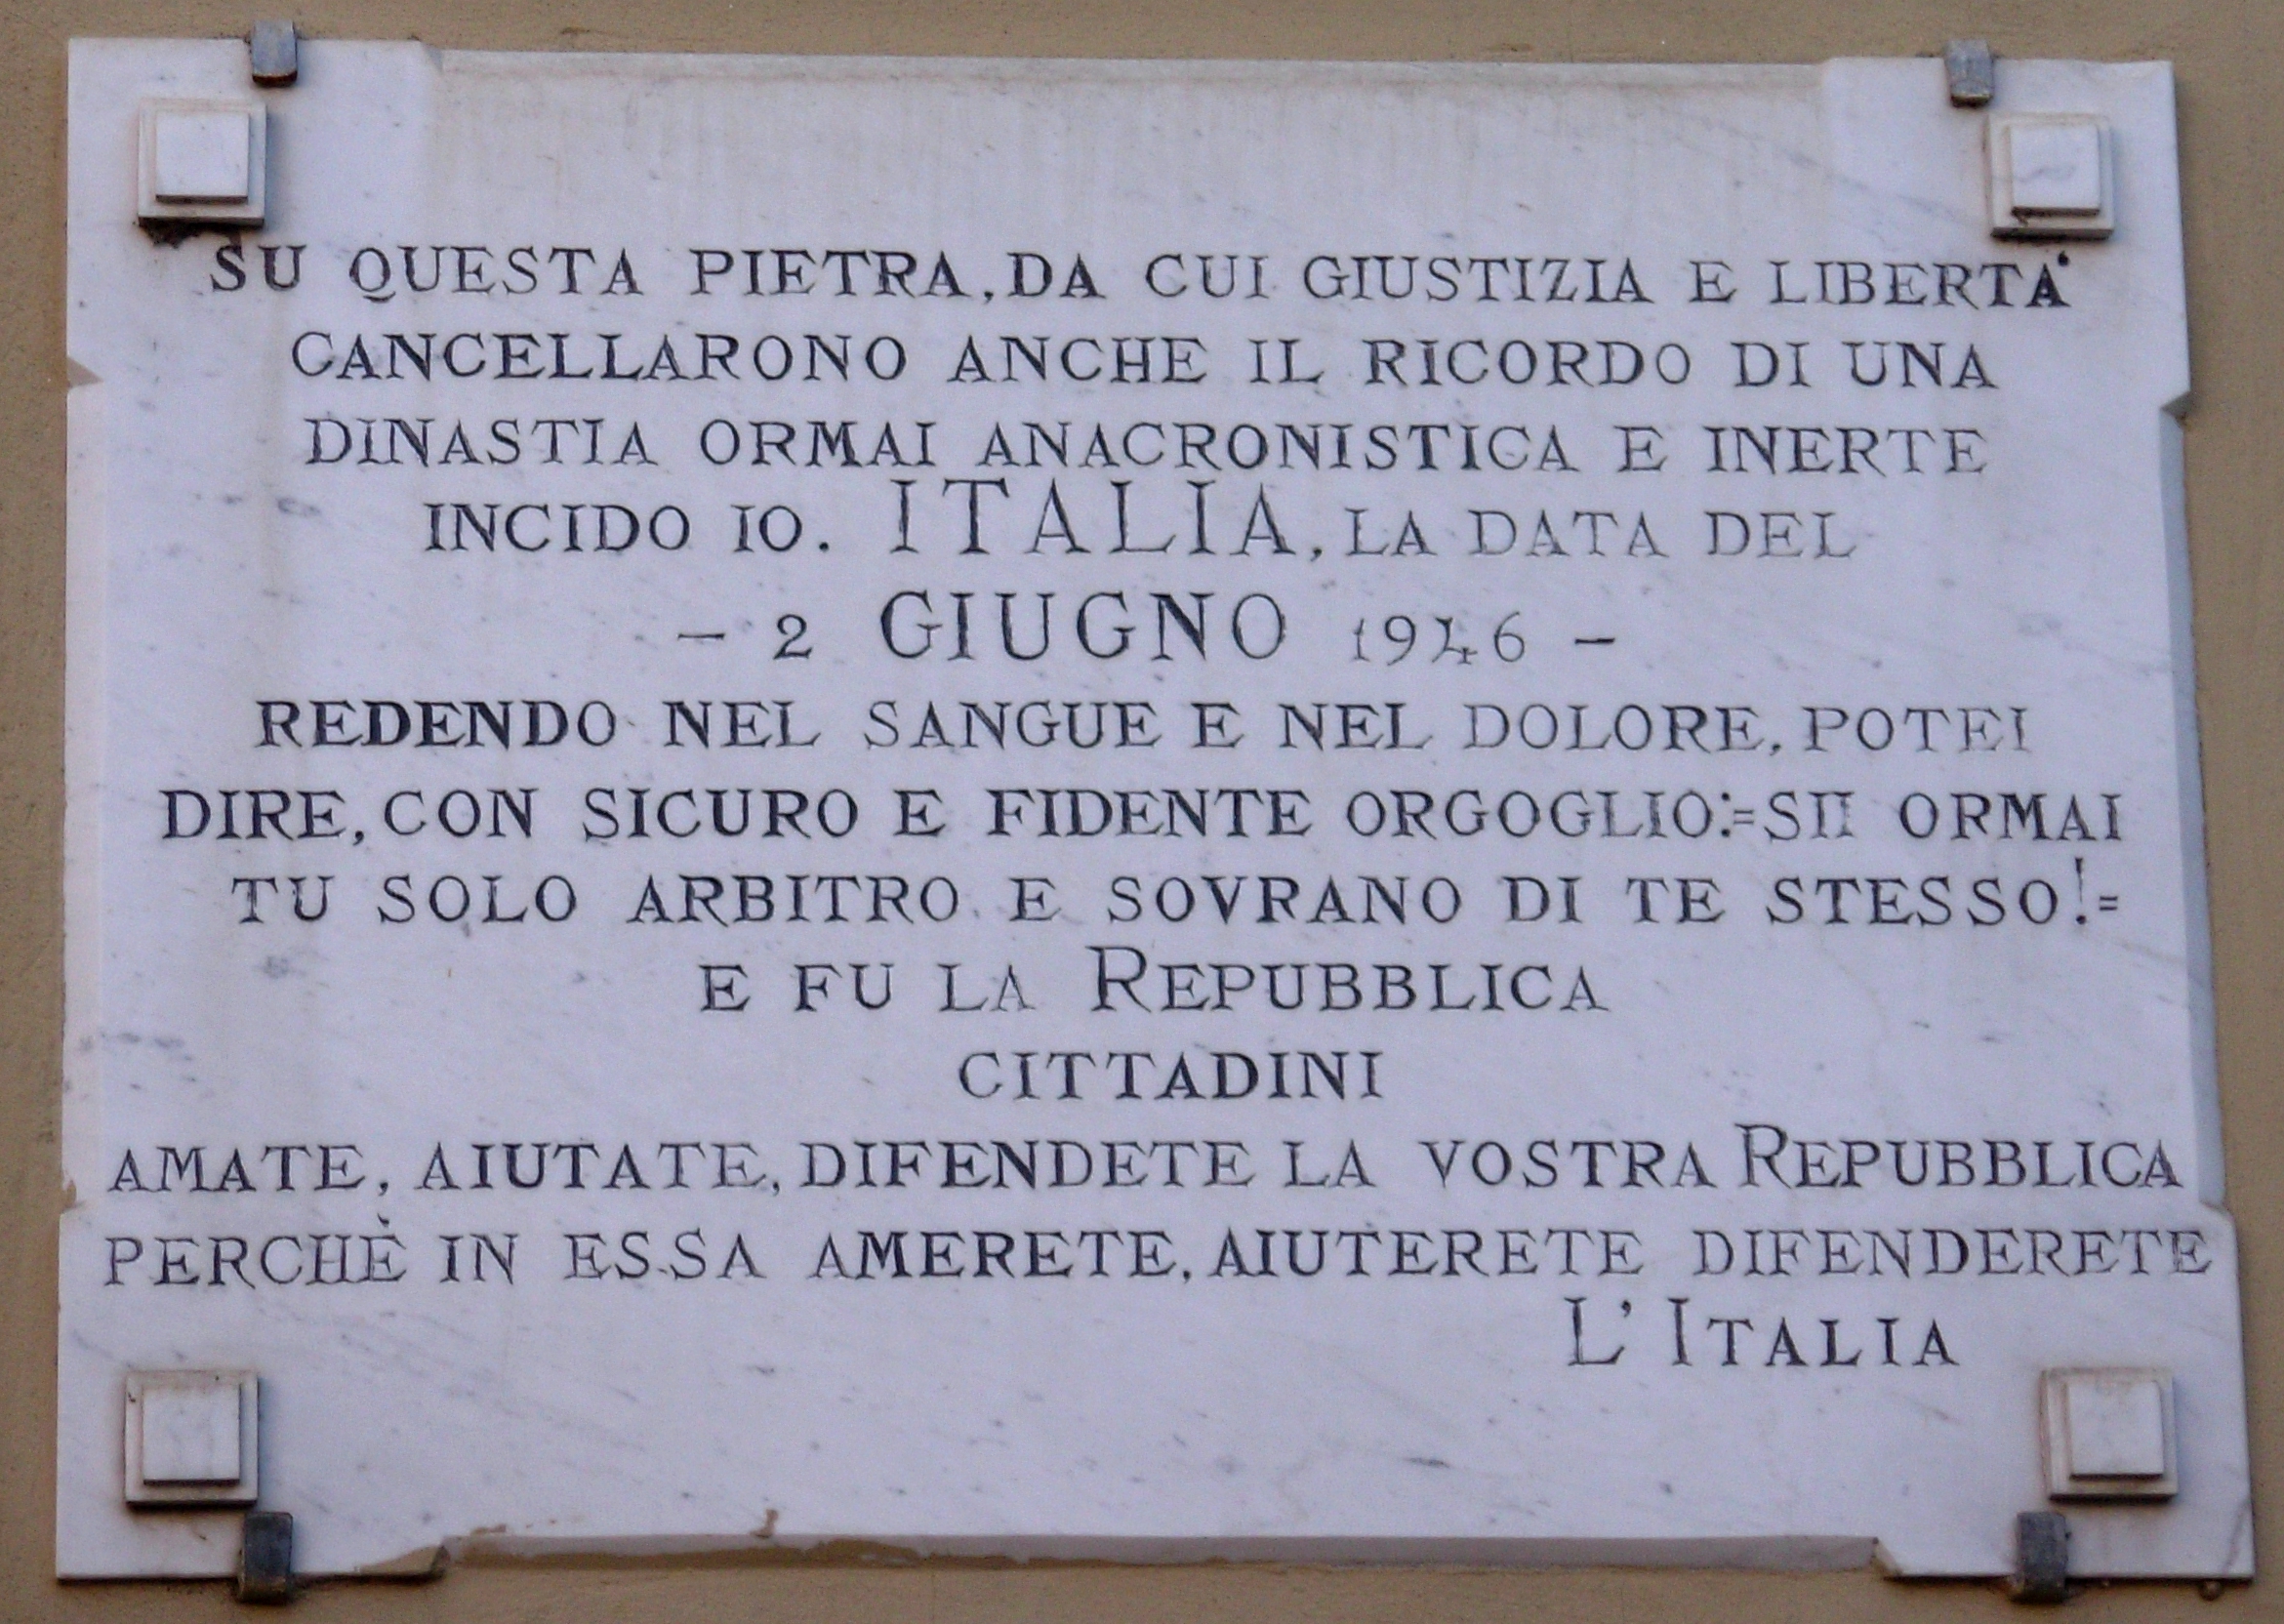 SU QUESTA PIETRA, DA CUI GIUSTIZIA E LIBERTA'
CANCELLARONO ANCHE IL RICORDO DI UNA
DINASTIA ORMAI ANACRONISTICA E INERTE
INCIDO IO. ITALIA, LA DATA DEL
– 2 GIUGNO 1946 –
REDENDO NEL SANGUE E NEL DOLORE, POTEI
DIRE, CON SICURO E FIDENTE ORGOGLIO:=SII ORMAI
TU SOLO ARBITRO E SOVRANO DI TE STESSO!=
E FU LA REPUBBLICA
CITTADINI
AMATE, AIUTATE, DIFENDETE LA VOSTRA REPUBBLICA
PERCHÈ IN ESSA AMERETE, AIUTERETE DIFENDERETE
L'ITALIA